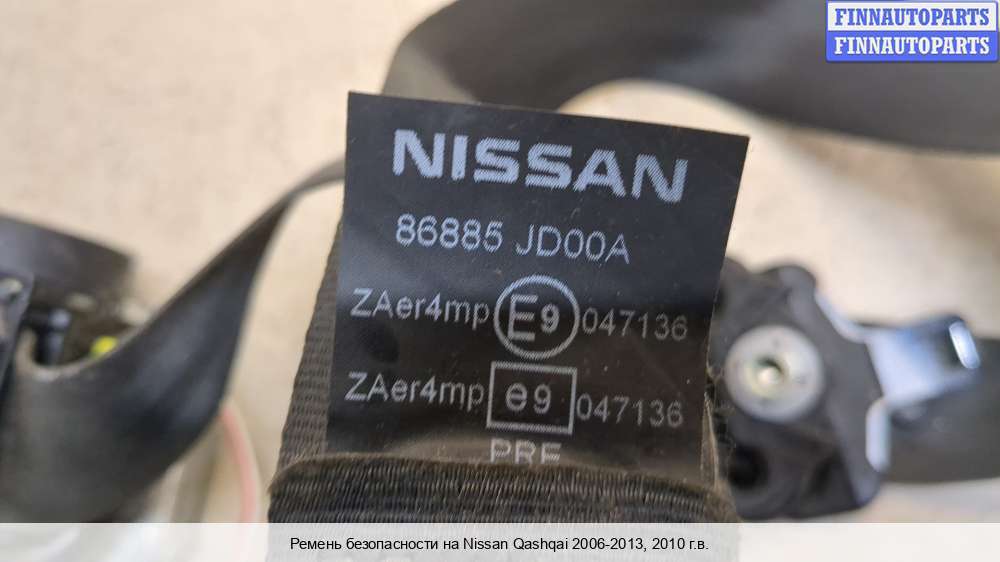 FINNAUTOPARTS
FINNAUTOPARTS
NISSAN
86885 JD00A
ZAer4mp E9 047136
ZAer4mp e9 047136
PRE
Ремень безопасности на Nissan Qashqai 2006-2013, 2010 г.в.